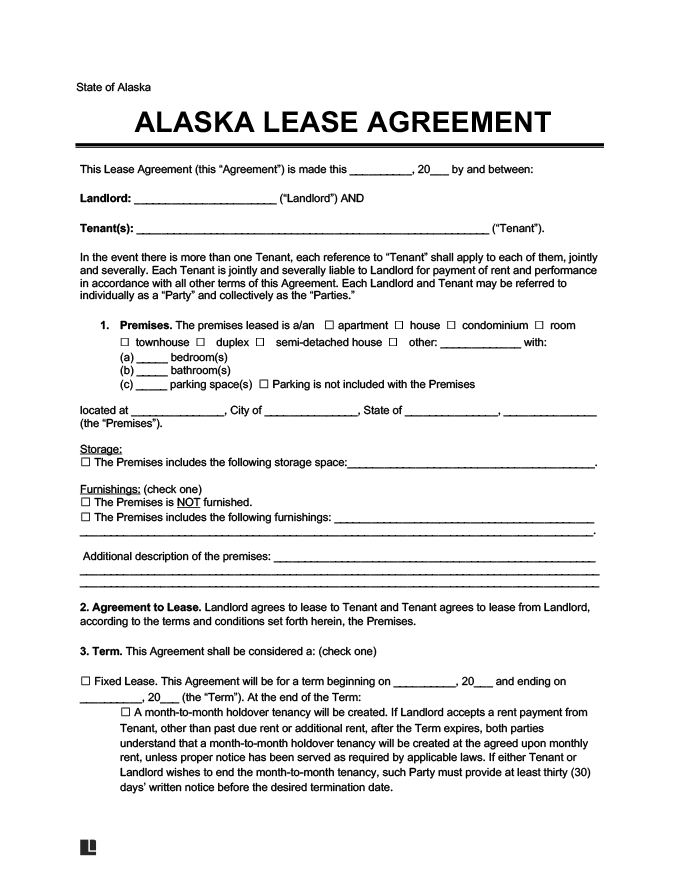 State of Alaska
ALASKA LEASE AGREEMENT
This Lease Agreement (this “Agreement”) is made this __________, 20___ by and between:
Landlord: _______________________ (“Landlord”) AND
Tenant(s): _________________________________________________________ (“Tenant”).
In the event there is more than one Tenant, each reference to “Tenant” shall apply to each of them, jointly
and severally. Each Tenant is jointly and severally liable to Landlord for payment of rent and performance
in accordance with all other terms of this Agreement. Each Landlord and Tenant may be referred to
individually as a “Party” and collectively as the “Parties.”
1. Premises. The premises leased is a/an ☐ apartment ☐ house ☐ condominium ☐ room
☐ townhouse ☐ duplex ☐ semi-detached house ☐ other: _____________ with:
(a) _____ bedroom(s)
(b) _____ bathroom(s)
(c) _____ parking space(s) ☐ Parking is not included with the Premises
located at _______________, City of _______________, State of _______________, _______________
(the “Premises”).
Storage:
☐ The Premises includes the following storage space:________________________________________.
Furnishings: (check one)
☐ The Premises is NOT furnished.
☐ The Premises includes the following furnishings: __________________________________________
___________________________________________________________________________________.
Additional description of the premises: ____________________________________________________
____________________________________________________________________________________
____________________________________________________________________________________
2. Agreement to Lease. Landlord agrees to lease to Tenant and Tenant agrees to lease from Landlord,
according to the terms and conditions set forth herein, the Premises.
3. Term. This Agreement shall be considered a: (check one)
☐ Fixed Lease. This Agreement will be for a term beginning on __________, 20___ and ending on
__________, 20___ (the “Term”). At the end of the Term:
☐ A month-to-month holdover tenancy will be created. If Landlord accepts a rent payment from
Tenant, other than past due rent or additional rent, after the Term expires, both parties
understand that a month-to-month holdover tenancy will be created at the agreed upon monthly
rent, unless proper notice has been served as required by applicable laws. If either Tenant or
Landlord wishes to end the month-to-month tenancy, such Party must provide at least thirty (30)
days’ written notice before the desired termination date.